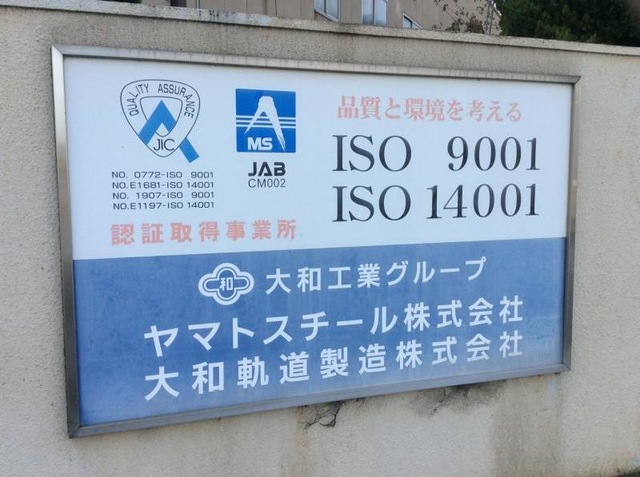 QUALITY ASSURANCE
JIC
MS
JAB
CM002
NO. 0772-ISO 9001
NO.E1681-ISO 14001
NO. 1907-ISO 9001
NO.E1197-ISO 14001
認証取得事業所
品質と環境を考える
ISO 9001
ISO 14001
和 大和工業グループ
ヤマトスチール株式会社
大和軌道製造株式会社